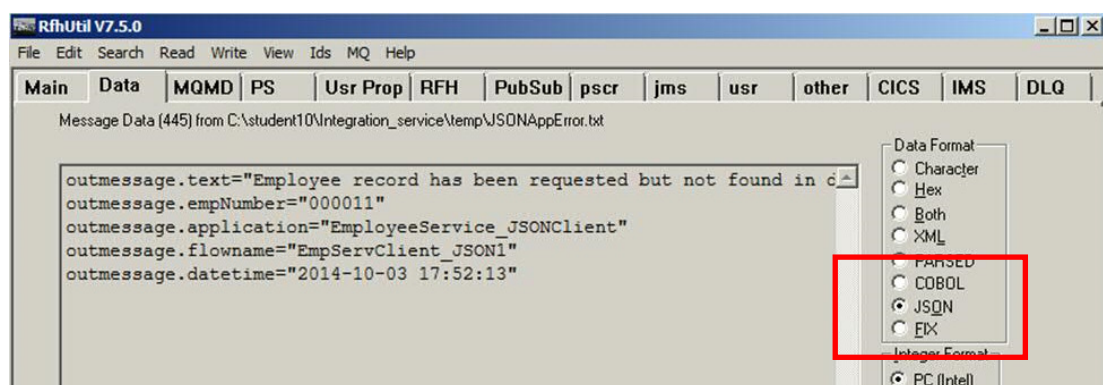 RfhUtil V7.5.0
File Edit Search Read Write View Ids MQ Help
Main Data MQMD PS Usr Prop RFH PubSub pscr jms usr other CICS IMS DLQ
Message Data (445) from C:\student10\Integration_service\temp\JSONAppError.txt
outmessage.text="Employee record has been requested but not found in d
outmessage.empNumber="000011"
outmessage.application="EmployeeService_JSONClient"
outmessage.flowname="EmpServClient_JSON1"
outmessage.datetime="2014-10-03 17:52:13"
Data Format
Character
Hex
Both
XML
PARSED
COBOL
JSON
FIX
Integer Format
PC (Intel)